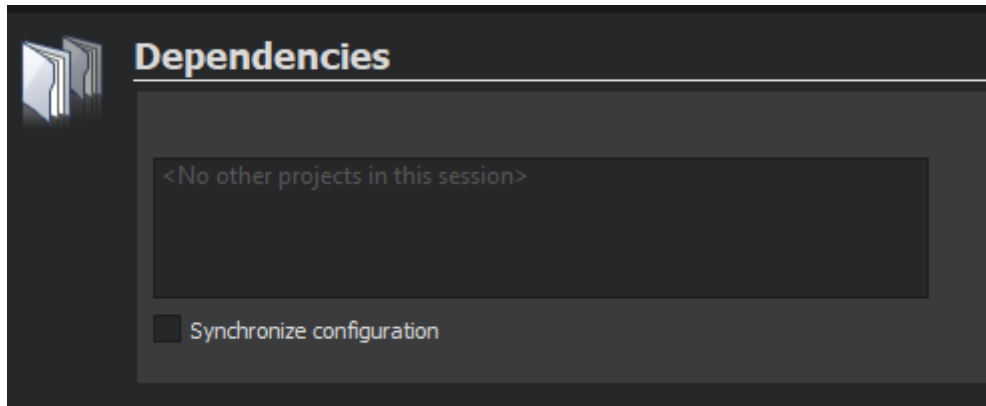 Dependencies
<No other projects in this session>
Synchronize configuration